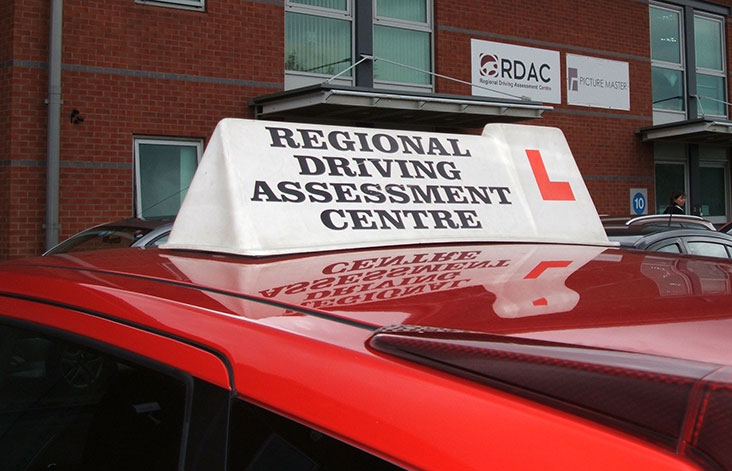 RDAC
Regional Driving Assessment Centre
PICTURE MASTER
REGIONAL
DRIVING
ASSESSMENT
CENTRE
L
10